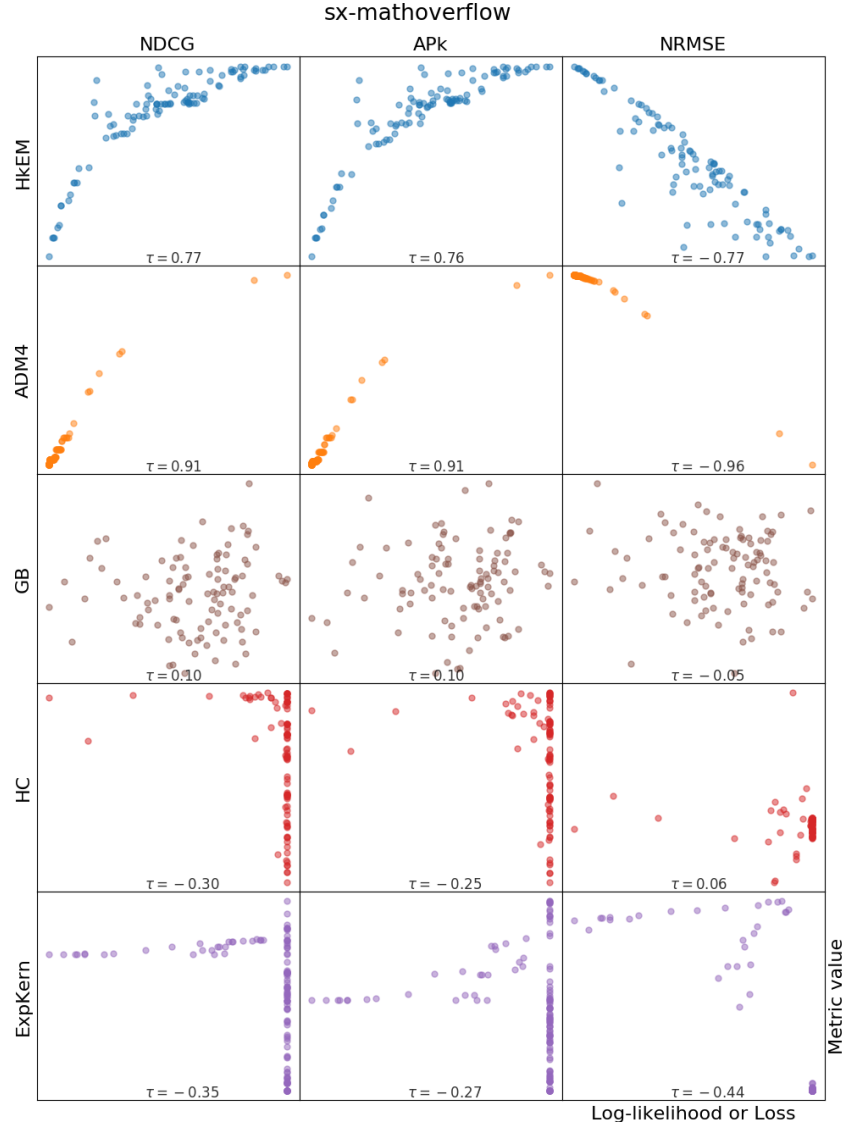 sx-mathoverflow
NDCG APk NRMSE
HkEM
τ = 0.77 τ = 0.76 τ = −0.77
ADM4
τ = 0.91 τ = 0.91 τ = −0.96
GB
τ = 0.10 τ = 0.10 τ = −0.05
HC
τ = −0.30 τ = −0.25 τ = 0.06
ExpKern
τ = −0.35 τ = −0.27 τ = −0.44
Metric value
Log-likelihood or Loss